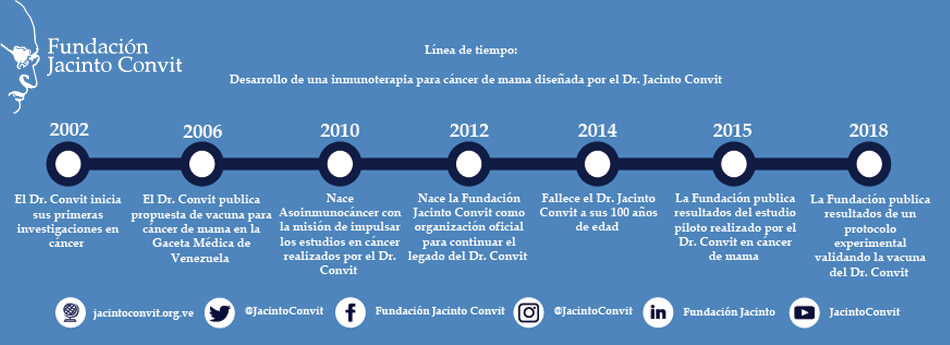 Fundación
Jacinto Convit
Línea de tiempo:
Desarrollo de una inmunoterapia para cáncer de mama diseñada por el Dr. Jacinto Convit
2002
El Dr. Convit inicia
sus primeras
investigaciones en
cáncer
2006
El Dr. Convit publica
propuesta de vacuna para
cáncer de mama en la
Gaceta Médica de
Venezuela
2010
Nace
Asoinmunocáncer con
la misión de impulsar
los estudios en cáncer
realizados por el Dr.
Convit
2012
Nace la Fundación
Jacinto Convit como
organización oficial
para continuar el
legado del Dr. Convit
2014
Fallece el Dr. Jacinto
Convit a sus 100 años
de edad
2015
La Fundación publica
resultados del estudio
piloto realizado por el
Dr. Convit en cáncer
de mama
2018
La Fundación publica
resultados de un
protocolo
experimental
validando la vacuna
del Dr. Convit
jacintoconvit.org.ve
@JacintoConvit
Fundación Jacinto Convit
@JacintoConvit
Fundación Jacinto
JacintoConvit